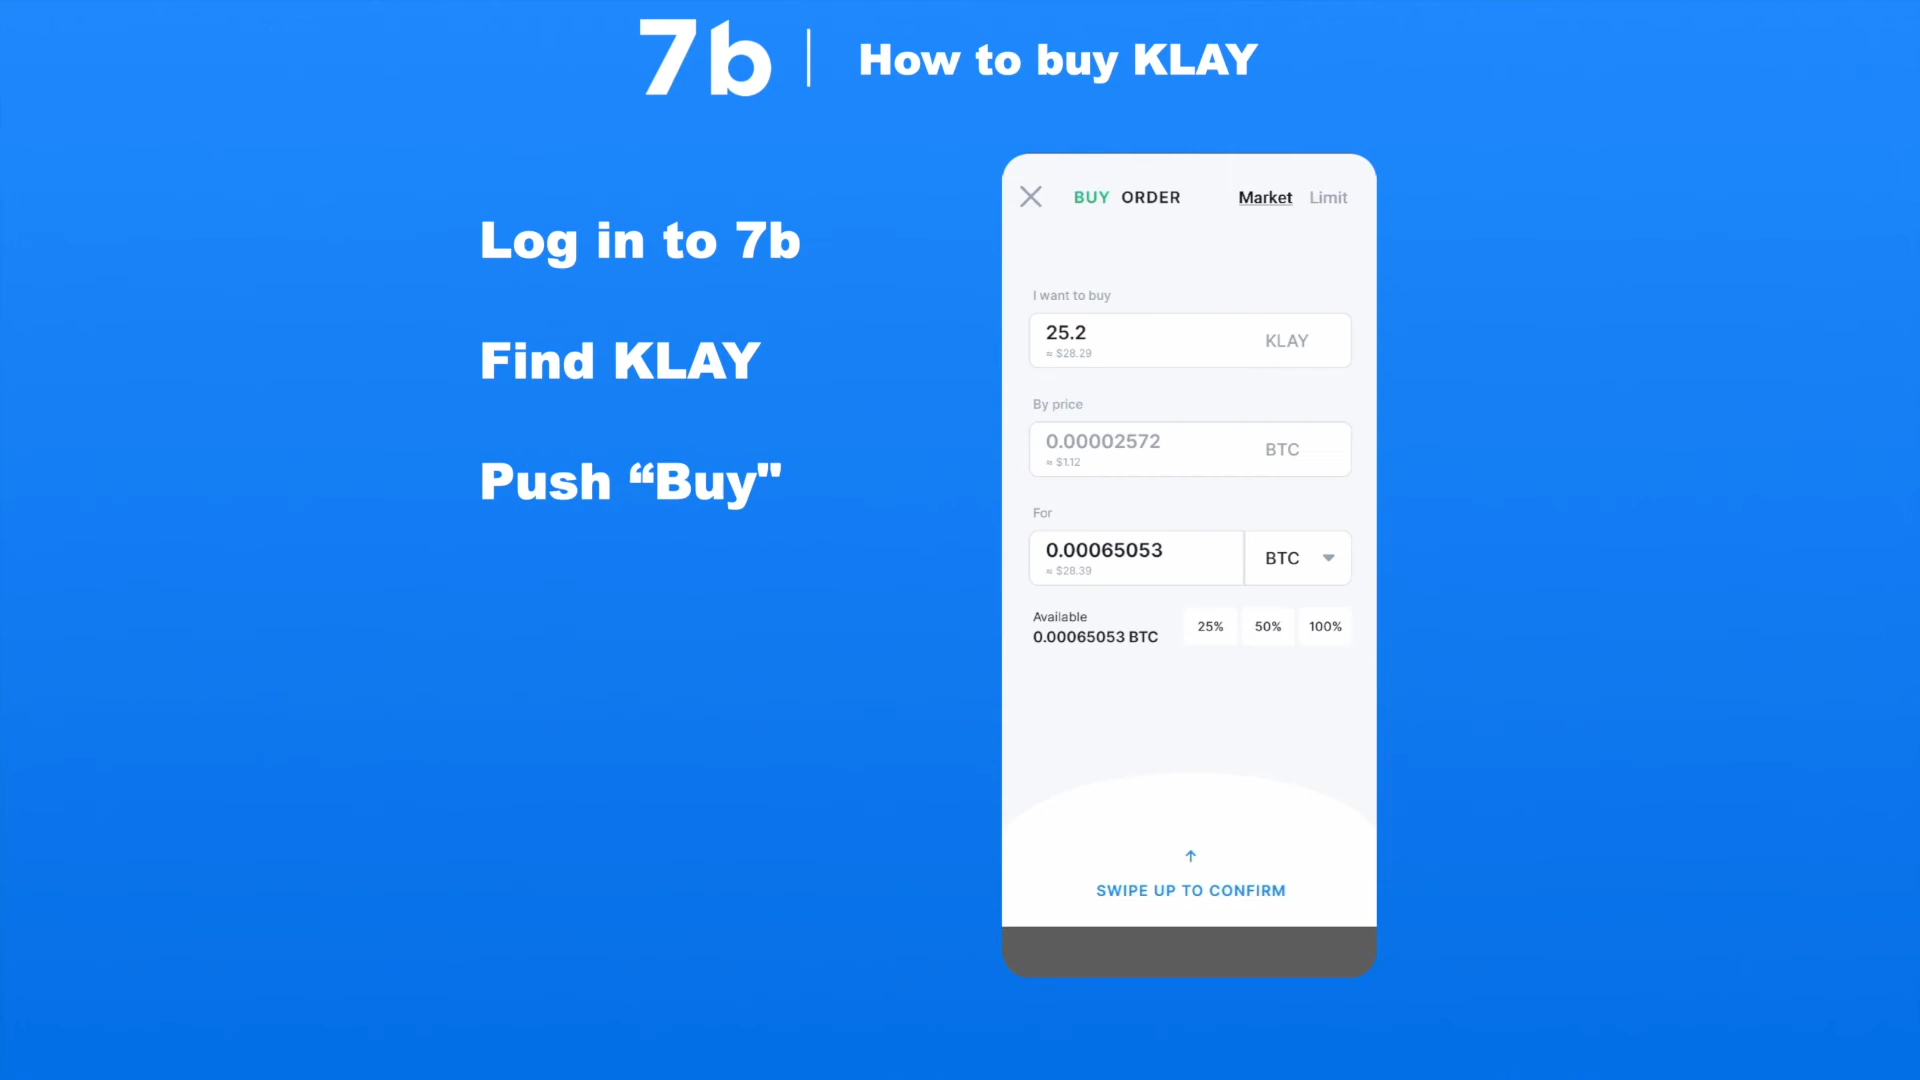 7b | How to buy KLAY
Log in to 7b
Find KLAY
Push “Buy"
BUY ORDER
Market Limit
I want to buy
25.2 KLAY
≈ $28.29
By price
0.00002572 BTC
≈ $1.12
For
0.00065053 BTC
≈ $28.39
Available
0.00065053 BTC
25% 50% 100%
SWIPE UP TO CONFIRM